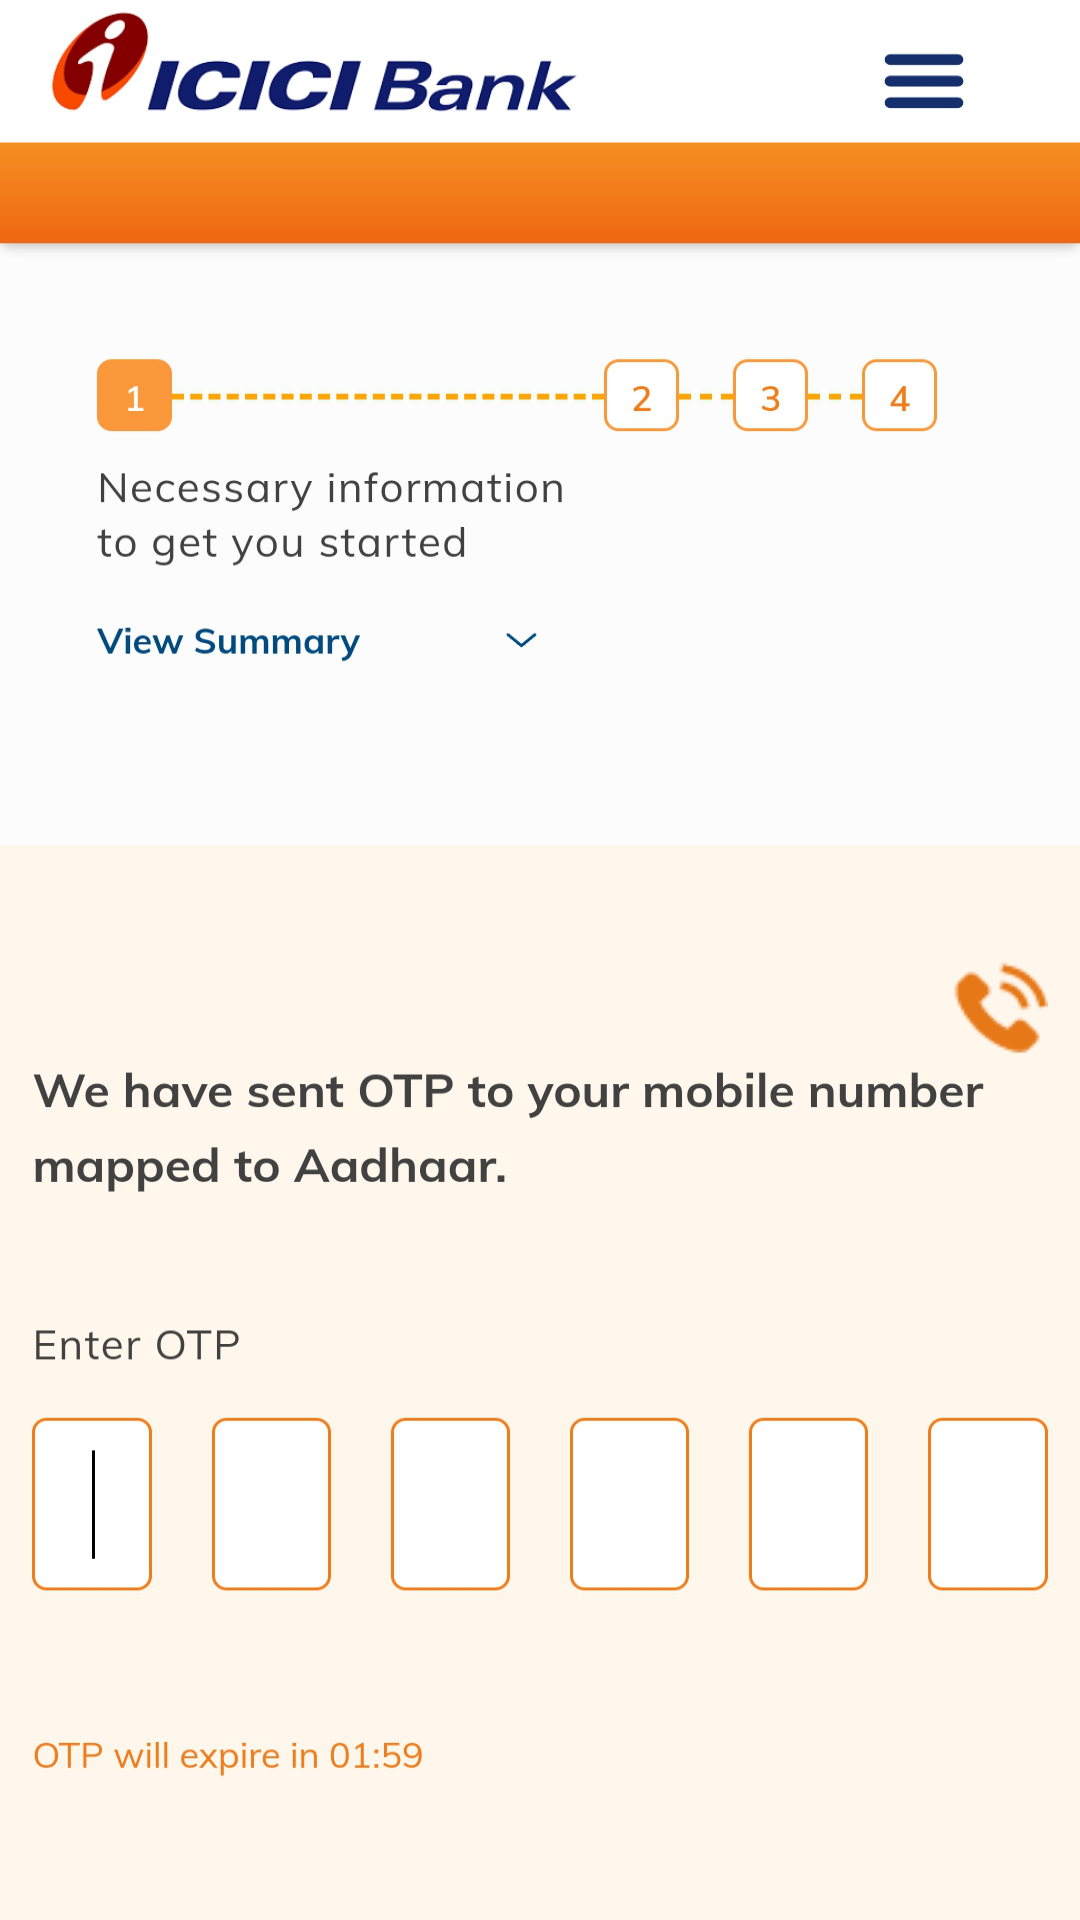 ICICI Bank
1 2 3 4
Necessary information
to get you started
View Summary
We have sent OTP to your mobile number
mapped to Aadhaar.
Enter OTP
OTP will expire in 01:59